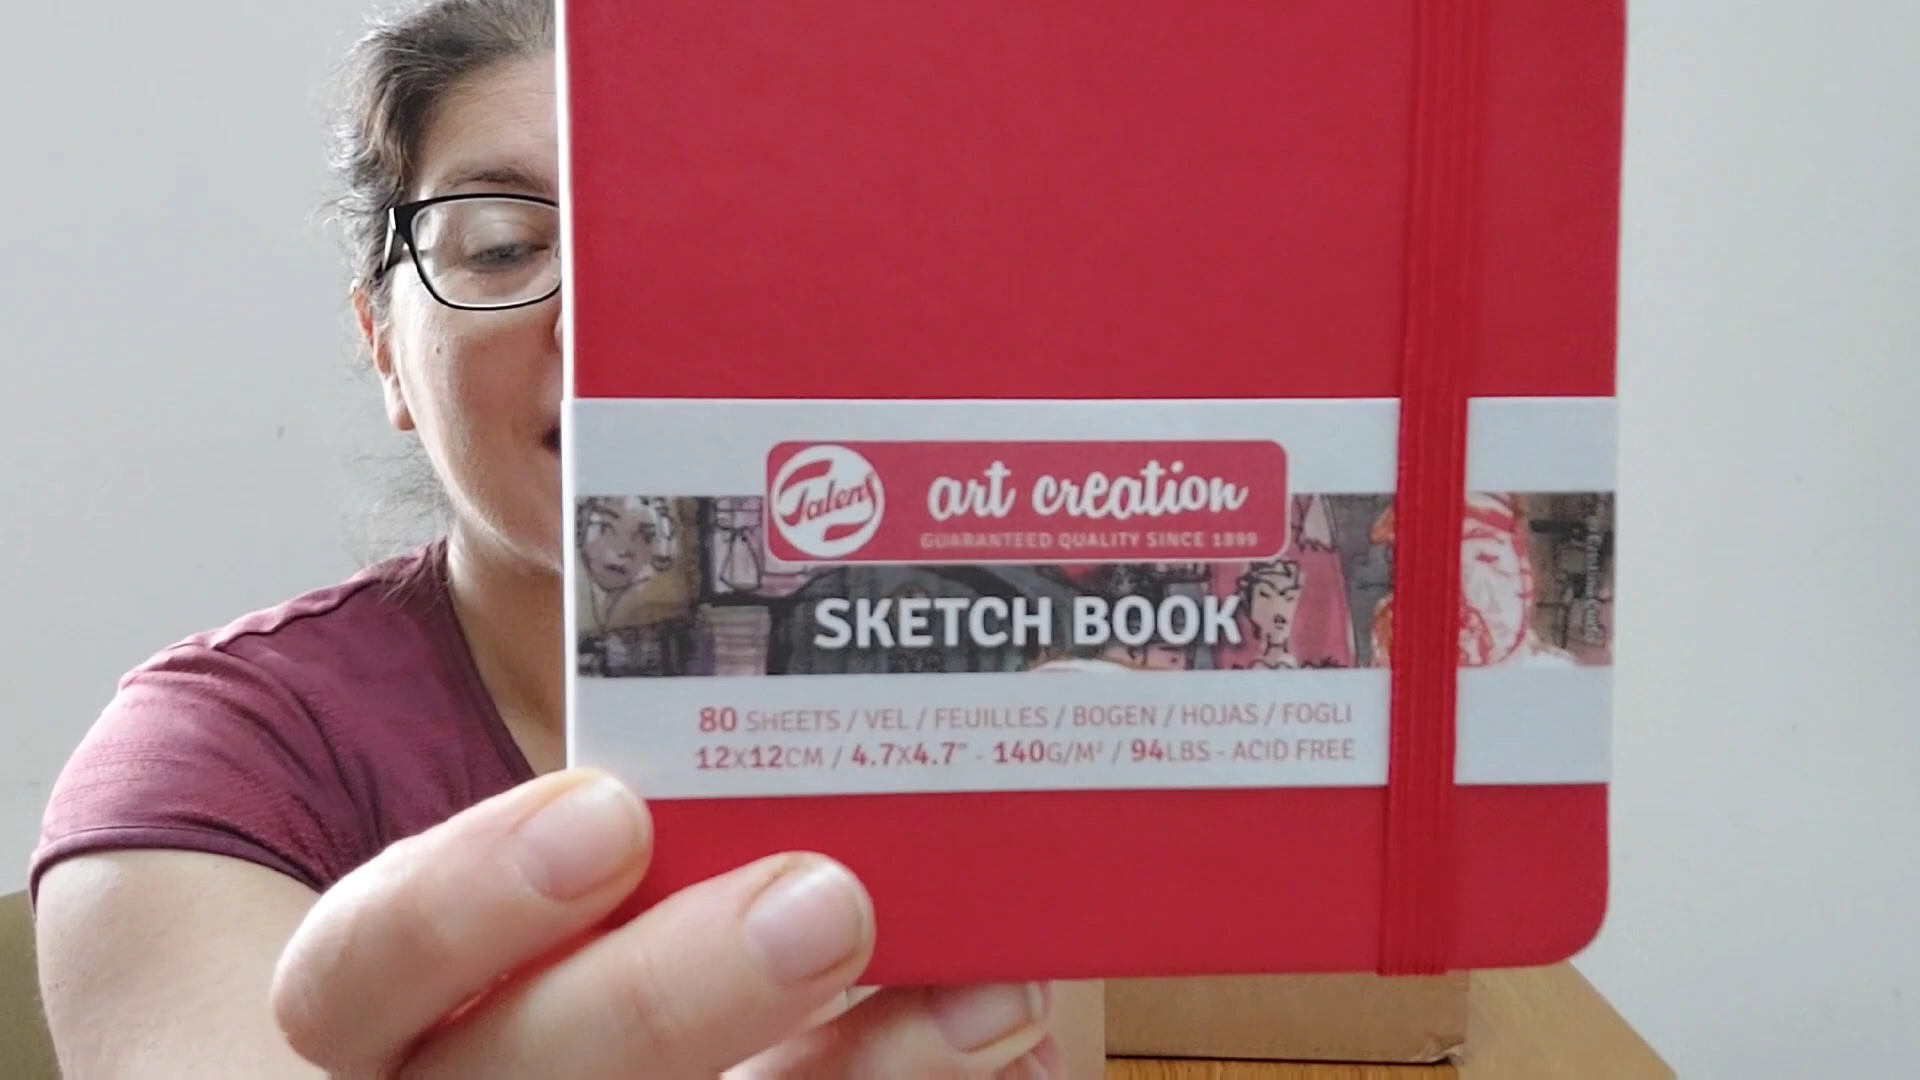 Talens
art creation
GUARANTEED QUALITY SINCE 1899
SKETCH BOOK
80 SHEETS / VEL / FEUILLES / BOGEN / HOJAS / FOGLI
12X12CM / 4.7X4.7" - 140G/M² / 94LBS - ACID FREE